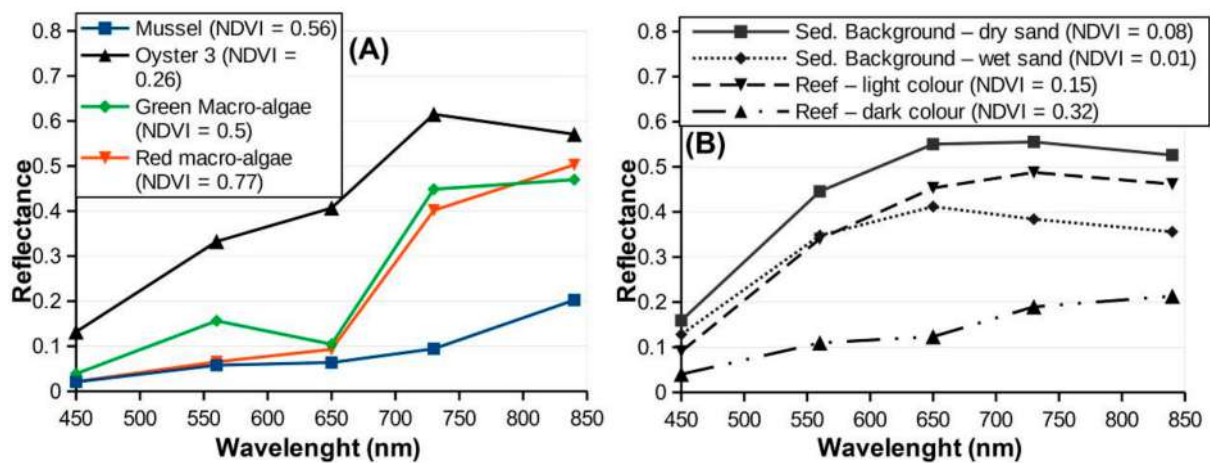 0.8
0.7
0.6
0.5
0.4
0.3
0.2
0.1
0
Reflectance
Mussel (NDVI = 0.56)
Oyster 3 (NDVI =
0.26)
Green Macro-algae
(NDVI = 0.5)
Red macro-algae
(NDVI = 0.77)
(A)
450 500 550 600 650 700 750 800 850
Wavelenght (nm)
0.8
0.7
0.6
0.5
0.4
0.3
0.2
0.1
0
Reflectance
Sed. Background – dry sand (NDVI = 0.08)
Sed. Background – wet sand (NDVI = 0.01)
Reef – light colour (NDVI = 0.15)
Reef – dark colour (NDVI = 0.32)
(B)
450 500 550 600 650 700 750 800 850
Wavelenght (nm)